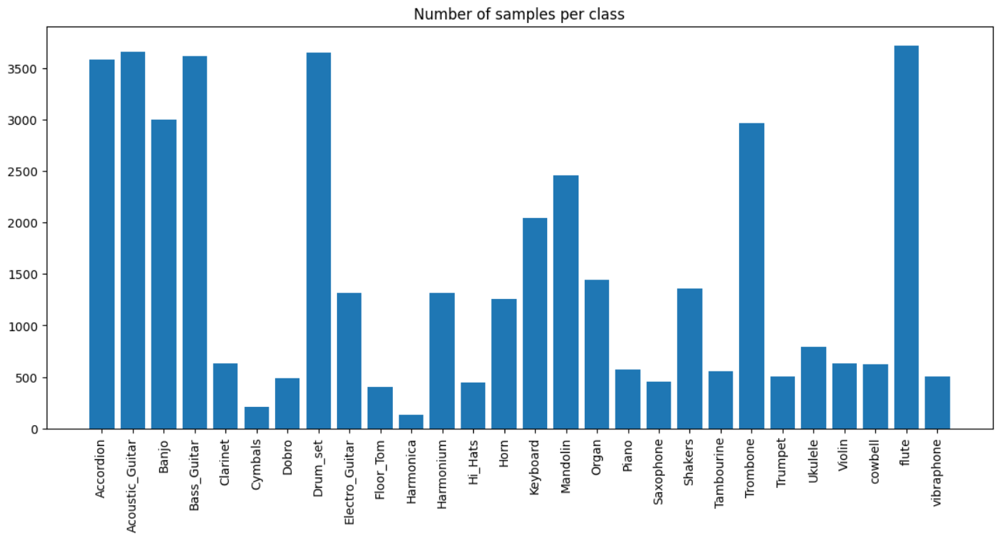 Number of samples per class
3500
3000
2500
2000
1500
1000
500
0
Accordion
Acoustic_Guitar
Banjo
Bass_Guitar
Clarinet
Cymbals
Dobro
Drum_set
Electro_Guitar
Floor_Tom
Harmonica
Harmonium
Hi_Hats
Horn
Keyboard
Mandolin
Organ
Piano
Saxophone
Shakers
Tambourine
Trombone
Trumpet
Ukulele
Violin
cowbell
flute
vibraphone